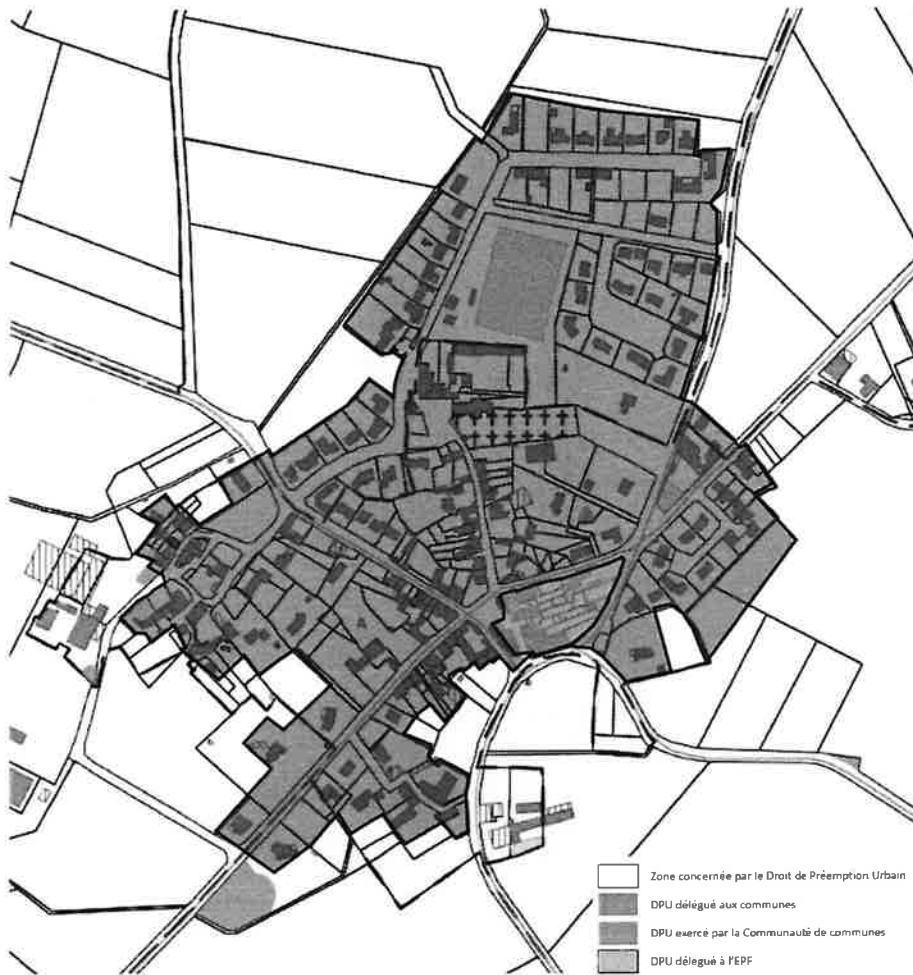 Zone concernée par le Droit de Préemption Urbain
DPU délégué aux communes
DPU exercé par la Communauté de communes
DPU délégué à l'EPF